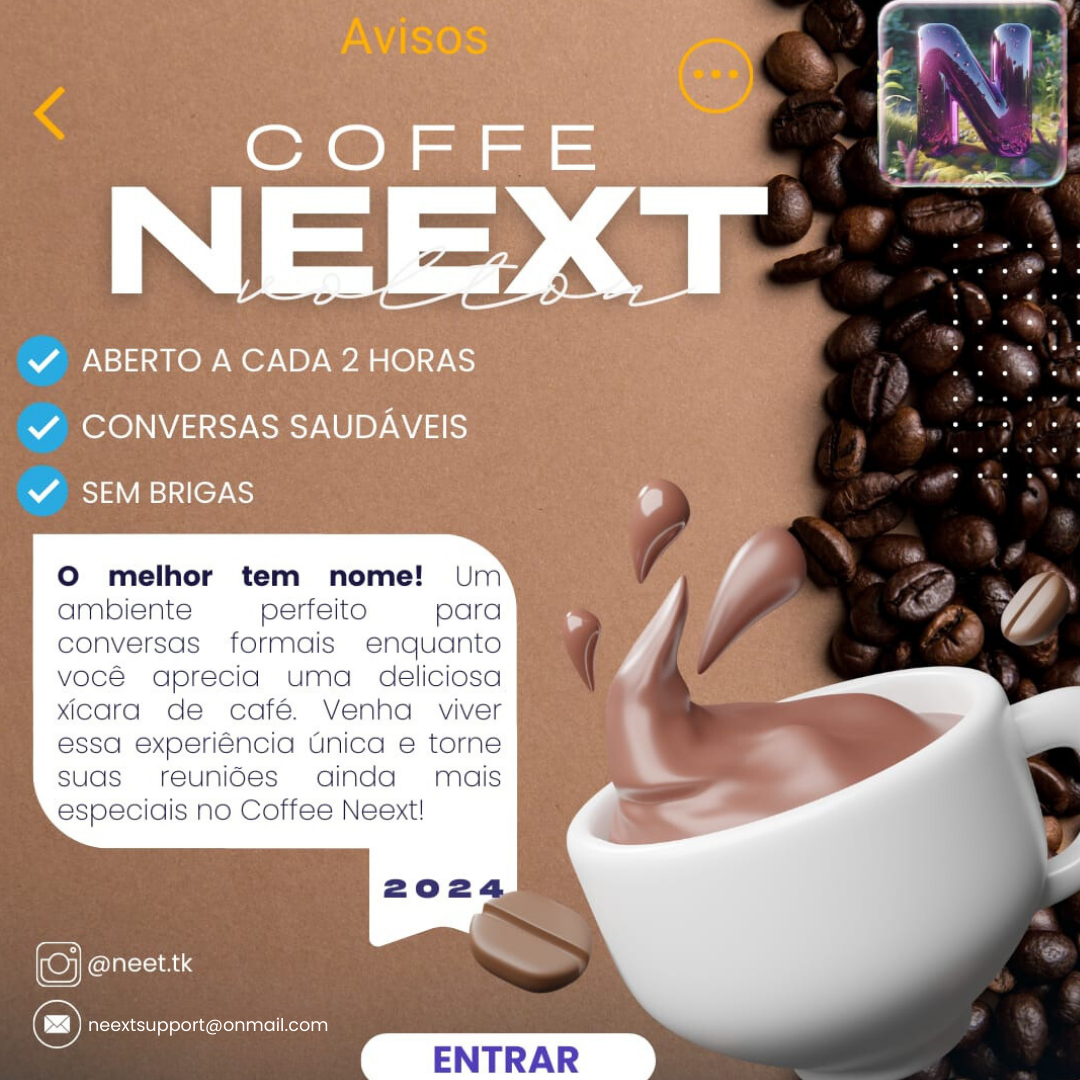 Avisos
N
COFFE
NEEXT
volton
ABERTO A CADA 2 HORAS
CONVERSAS SAUDÁVEIS
SEM BRIGAS
O melhor tem nome! Um
ambiente perfeito para
conversas formais enquanto
você aprecia uma deliciosa
xícara de café. Venha viver
essa experiência única e torne
suas reuniões ainda mais
especiais no Coffee Neext!
2024
@neet.tk
neextsupport@onmail.com
ENTRAR